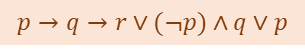 p → q → r ∨ (¬p) ∧ q ∨ p